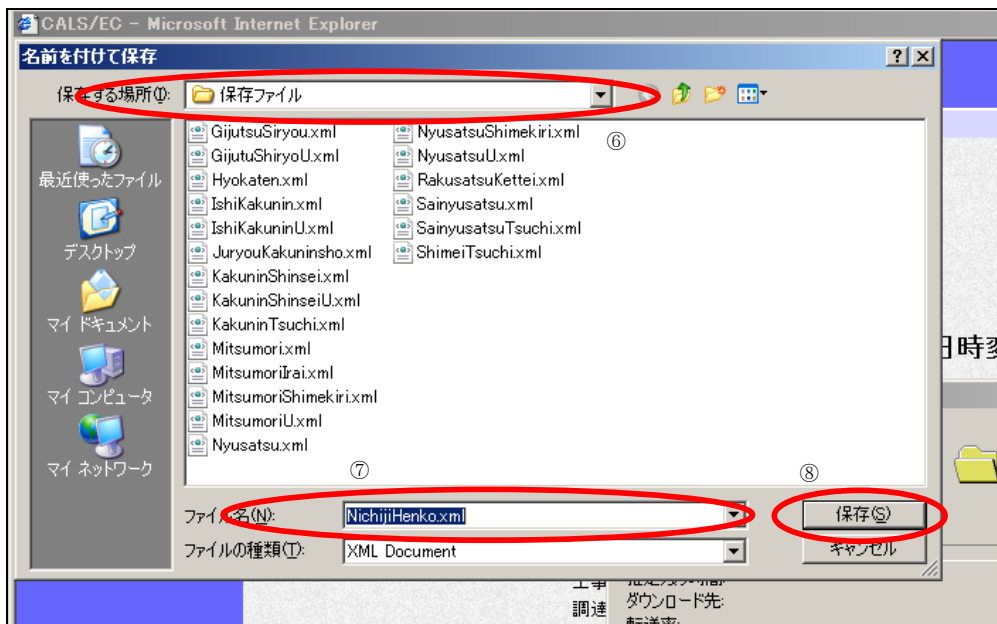 CALS/EC - Microsoft Internet Explorer
名前を付けて保存
保存する場所(I):
保存ファイル
⑥
最近使ったファイル
デスクトップ
マイ ドキュメント
マイ コンピュータ
マイ ネットワーク
GijutsuSiryou.xml
GijutuShiryoU.xml
Hyokaten.xml
IshiKakunin.xml
IshiKakuninU.xml
JuryouKakuninsho.xml
KakuninShinsei.xml
KakuninShinseiU.xml
KakuninTsuchi.xml
Mitsumori.xml
MitsumoriIrai.xml
MitsumoriShimekiri.xml
MitsumoriU.xml
Nyusatsu.xml
NyusatsuShimekiri.xml
NyusatsuU.xml
RakusatsuKettei.xml
Sainyusatsu.xml
SainyusatsuTsuchi.xml
ShimeiTsuchi.xml
⑦
⑧
ファイル名(N):
NichijiHenko.xml
保存(S)
ファイルの種類(T):
XML Document
キャンセル
日時変
工事
調達
ダウンロード先:
転送率: